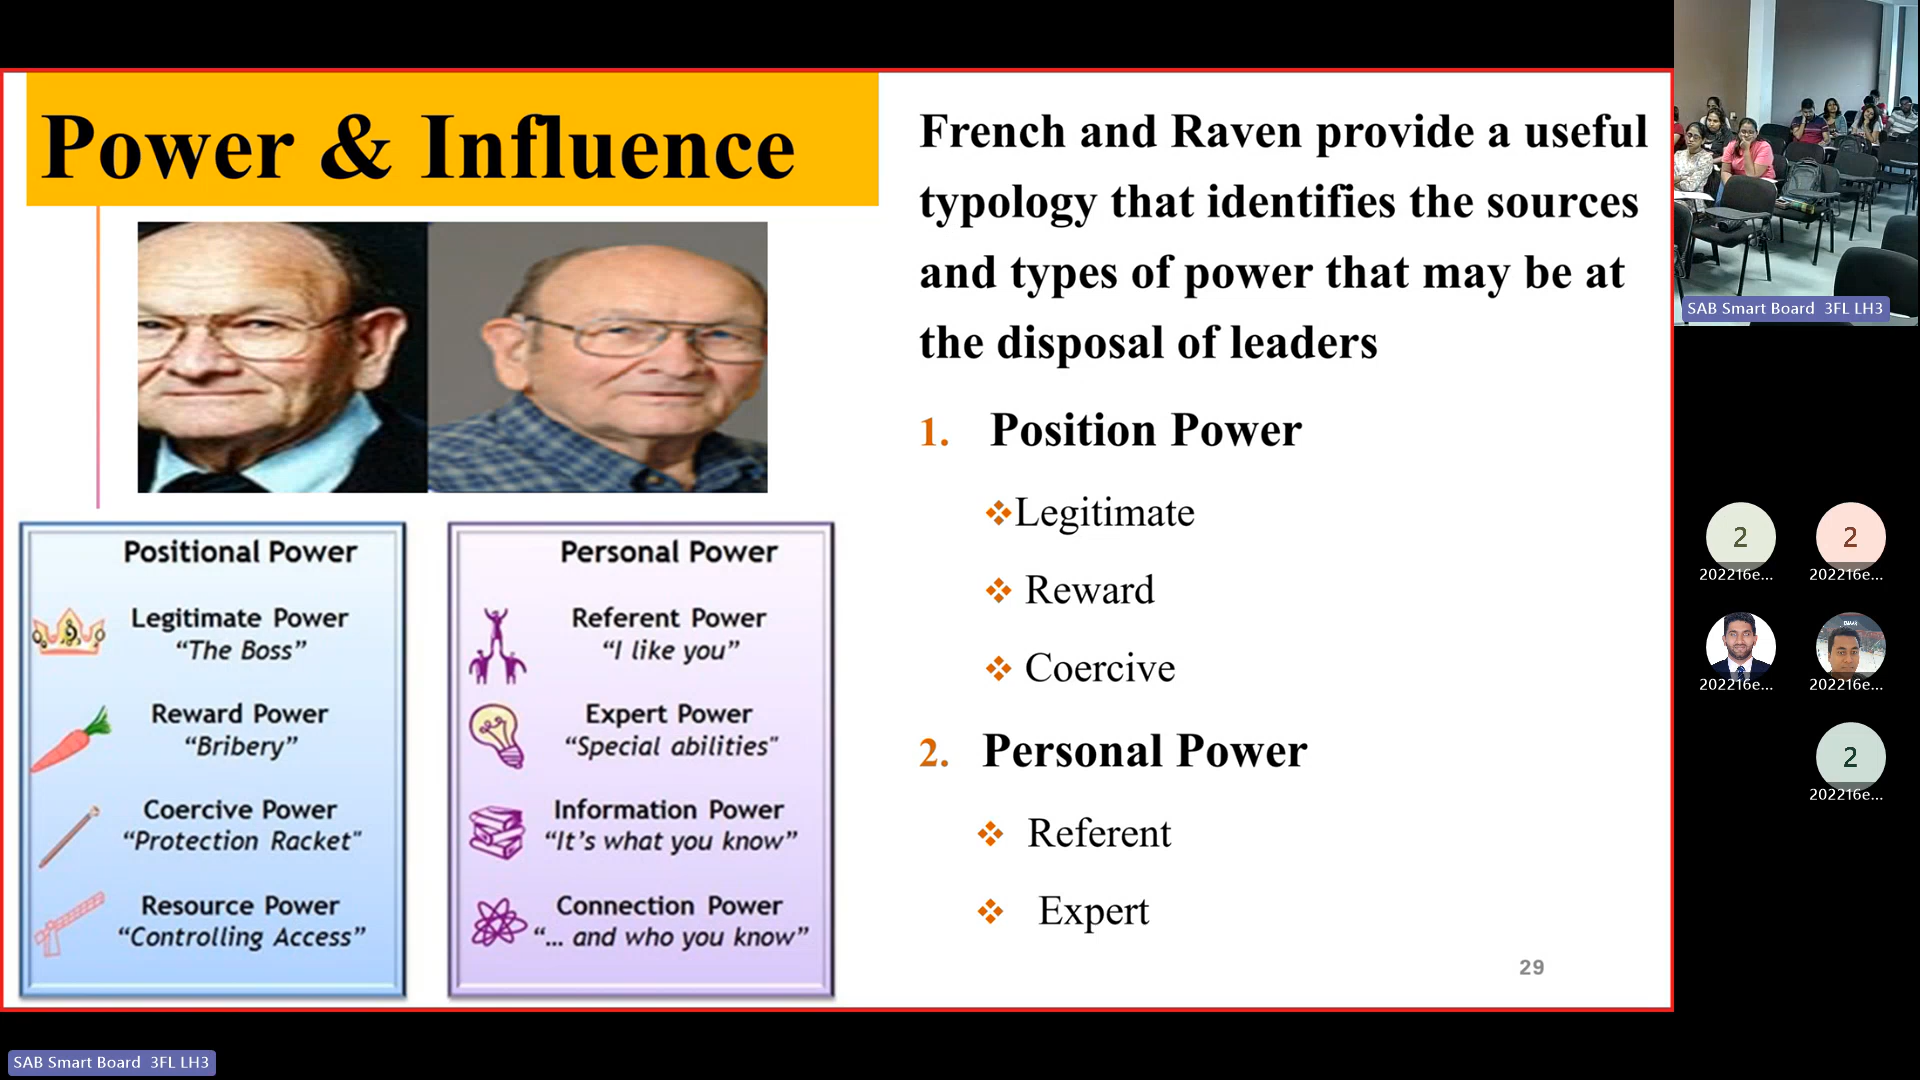 Power & Influence
French and Raven provide a useful
typology that identifies the sources
and types of power that may be at
the disposal of leaders
1. Position Power
❖Legitimate
❖ Reward
❖ Coercive
2. Personal Power
❖ Referent
❖ Expert
29
Positional Power
Legitimate Power
“The Boss”
Reward Power
“Bribery”
Coercive Power
“Protection Racket"
Resource Power
“Controlling Access”
Personal Power
Referent Power
“I like you”
Expert Power
“Special abilities"
Information Power
“It’s what you know”
Connection Power
“... and who you know”
SAB Smart Board 3FL LH3
2
202216e...
2
202216e...
202216e...
202216e...
2
202216e...
SAB Smart Board 3FL LH3